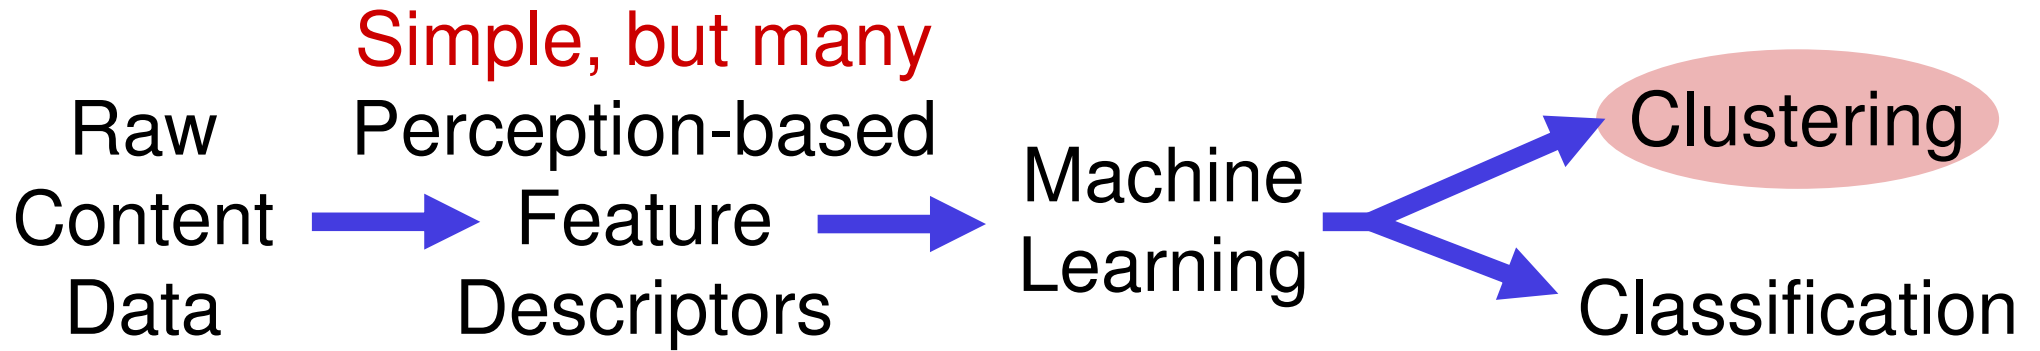 Raw
Content
Data
Simple, but many
Perception-based
Feature
Descriptors
Machine
Learning
Clustering
Classification